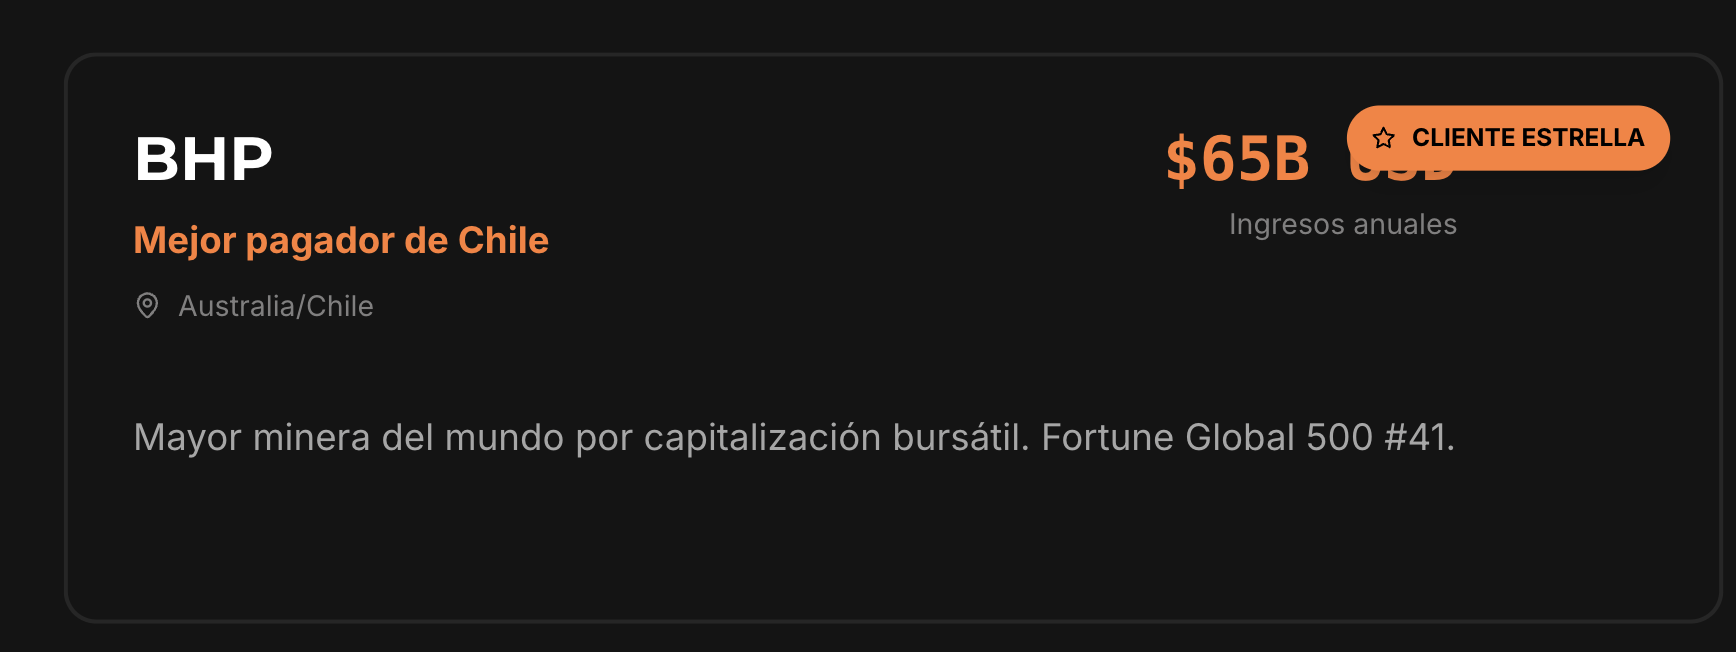 BHP
$65B
CLIENTE ESTRELLA
Mejor pagador de Chile
Ingresos anuales
Australia/Chile
Mayor minera del mundo por capitalización bursátil. Fortune Global 500 #41.